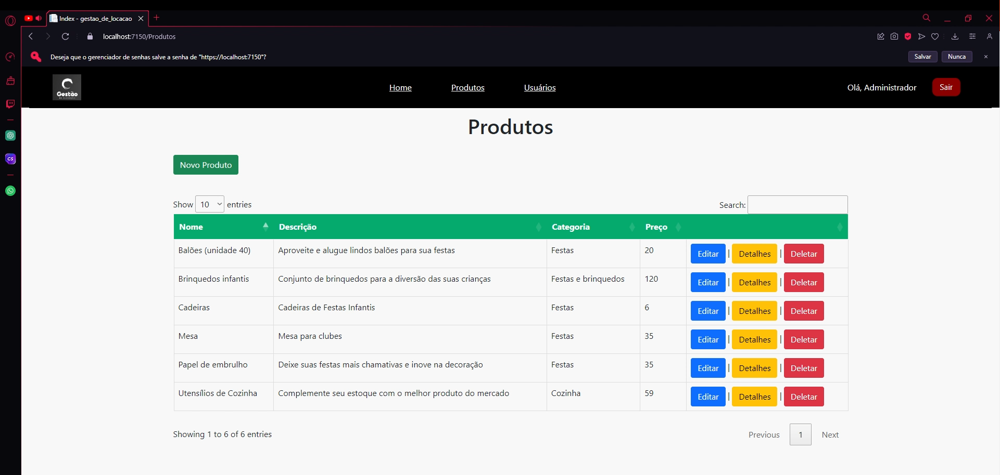 Index - gestao_de_locacao
localhost:7150/Produtos
Deseja que o gerenciador de senhas salve a senha de "https://localhost:7150"?
Salvar
Nunca
Gestão
Home
Produtos
Usuários
Olá, Administrador
Sair
Produtos
Novo Produto
Show 10 entries
Search:
Nome Descrição Categoria Preço
Balões (unidade 40) Aproveite e alugue lindos balões para sua festas Festas 20 Editar | Detalhes | Deletar
Brinquedos infantis Conjunto de brinquedos para a diversão das suas crianças Festas e brinquedos 120 Editar | Detalhes | Deletar
Cadeiras Cadeiras de Festas Infantis Festas 6 Editar | Detalhes | Deletar
Mesa Mesa para clubes Festas 35 Editar | Detalhes | Deletar
Papel de embrulho Deixe suas festas mais chamativas e inove na decoração Festas 35 Editar | Detalhes | Deletar
Utensílios de Cozinha Complemente seu estoque com o melhor produto do mercado Cozinha 59 Editar | Detalhes | Deletar
Showing 1 to 6 of 6 entries
Previous 1 Next
CS